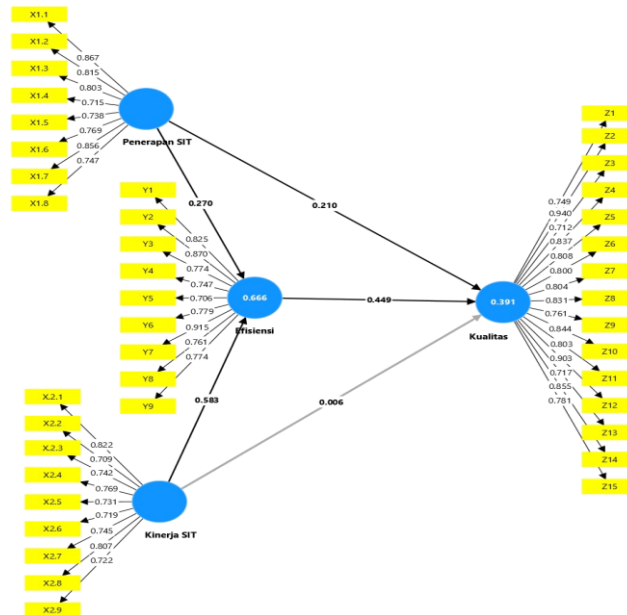 X1.1
X1.2
X1.3
X1.4
X1.5
X1.6
X1.7
X1.8
0.867
0.815
0.803
0.715
0.738
0.769
0.856
0.747
Penerapan SIT
0.270
0.210
Y1
Y2
Y3
Y4
Y5
Y6
Y7
Y8
Y9
0.825
0.870
0.774
0.747
0.706
0.779
0.915
0.761
0.774
0.666
Efisiensi
0.449
0.583
0.006
0.391
Kualitas
Z1
Z2
Z3
Z4
Z5
Z6
Z7
Z8
Z9
Z10
Z11
Z12
Z13
Z14
Z15
0.749
0.940
0.712
0.837
0.808
0.800
0.804
0.831
0.761
0.844
0.803
0.903
0.717
0.855
0.781
X.2.1
X2.2
X.2.3
X2.4
X2.5
X2.6
X2.7
X2.8
X2.9
0.822
0.709
0.742
0.769
0.731
0.719
0.745
0.807
0.722
Kinerja SIT